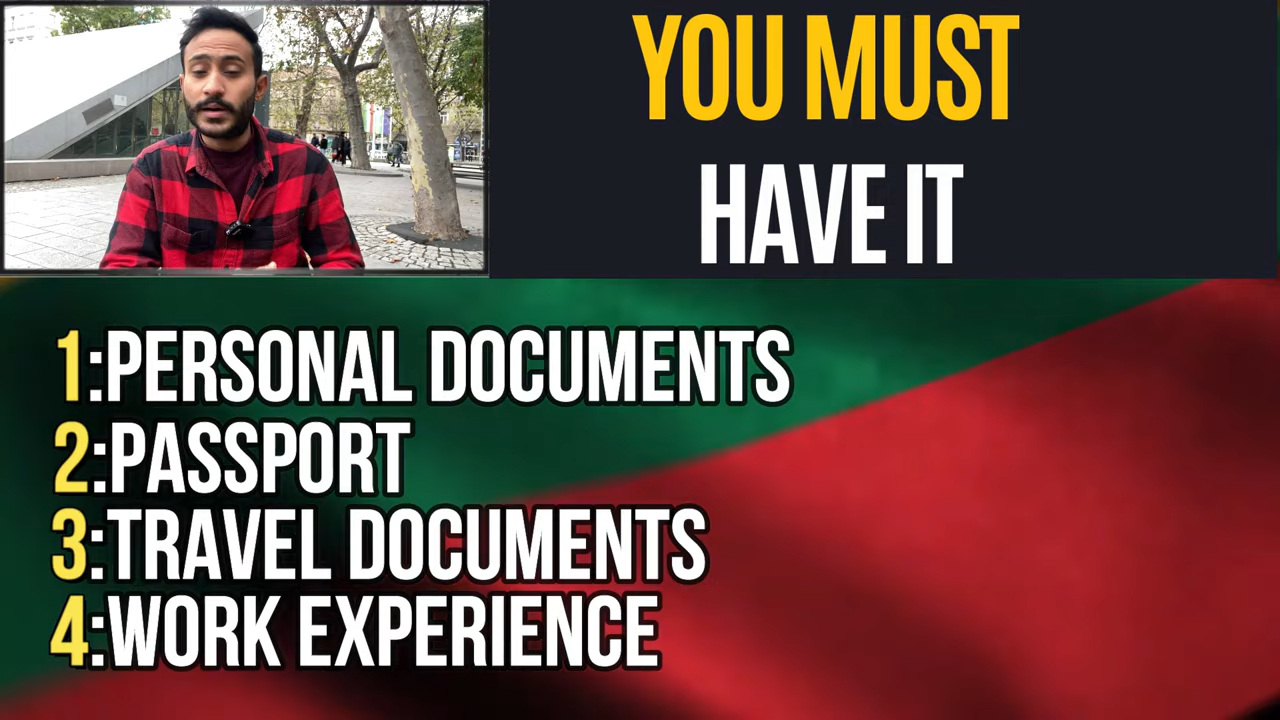 YOU MUST
HAVE IT
1:PERSONAL DOCUMENTS
2:PASSPORT
3:TRAVEL DOCUMENTS
4:WORK EXPERIENCE